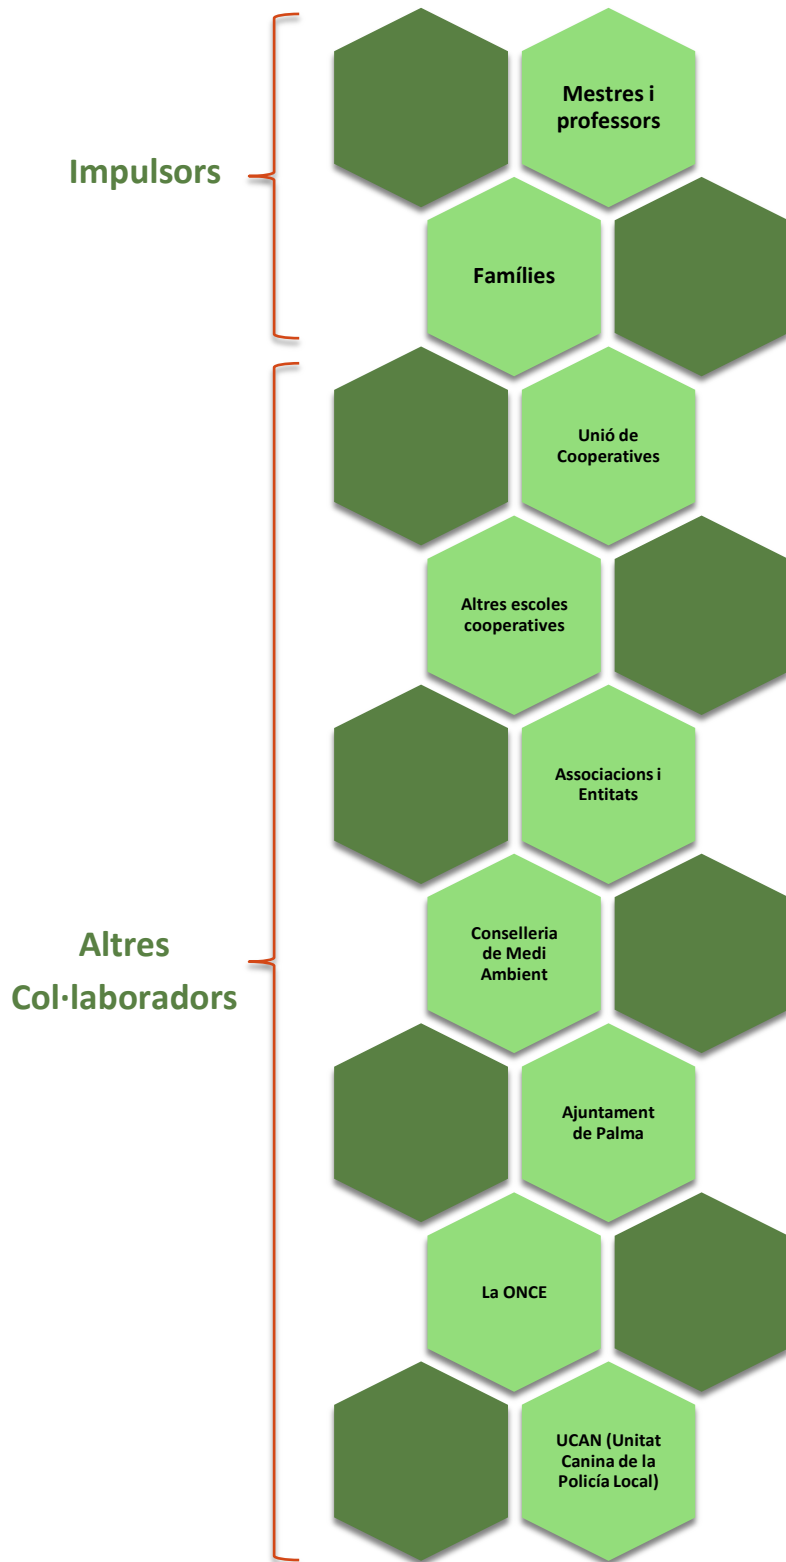 Impulsors
Mestres i
professors
Famílies
Altres
Col·laboradors
Unió de
Cooperatives
Altres escoles
cooperatives
Associacions i
Entitats
Conselleria
de Medi
Ambient
Ajuntament
de Palma
La ONCE
UCAN (Unitat
Canina de la
Policía Local)